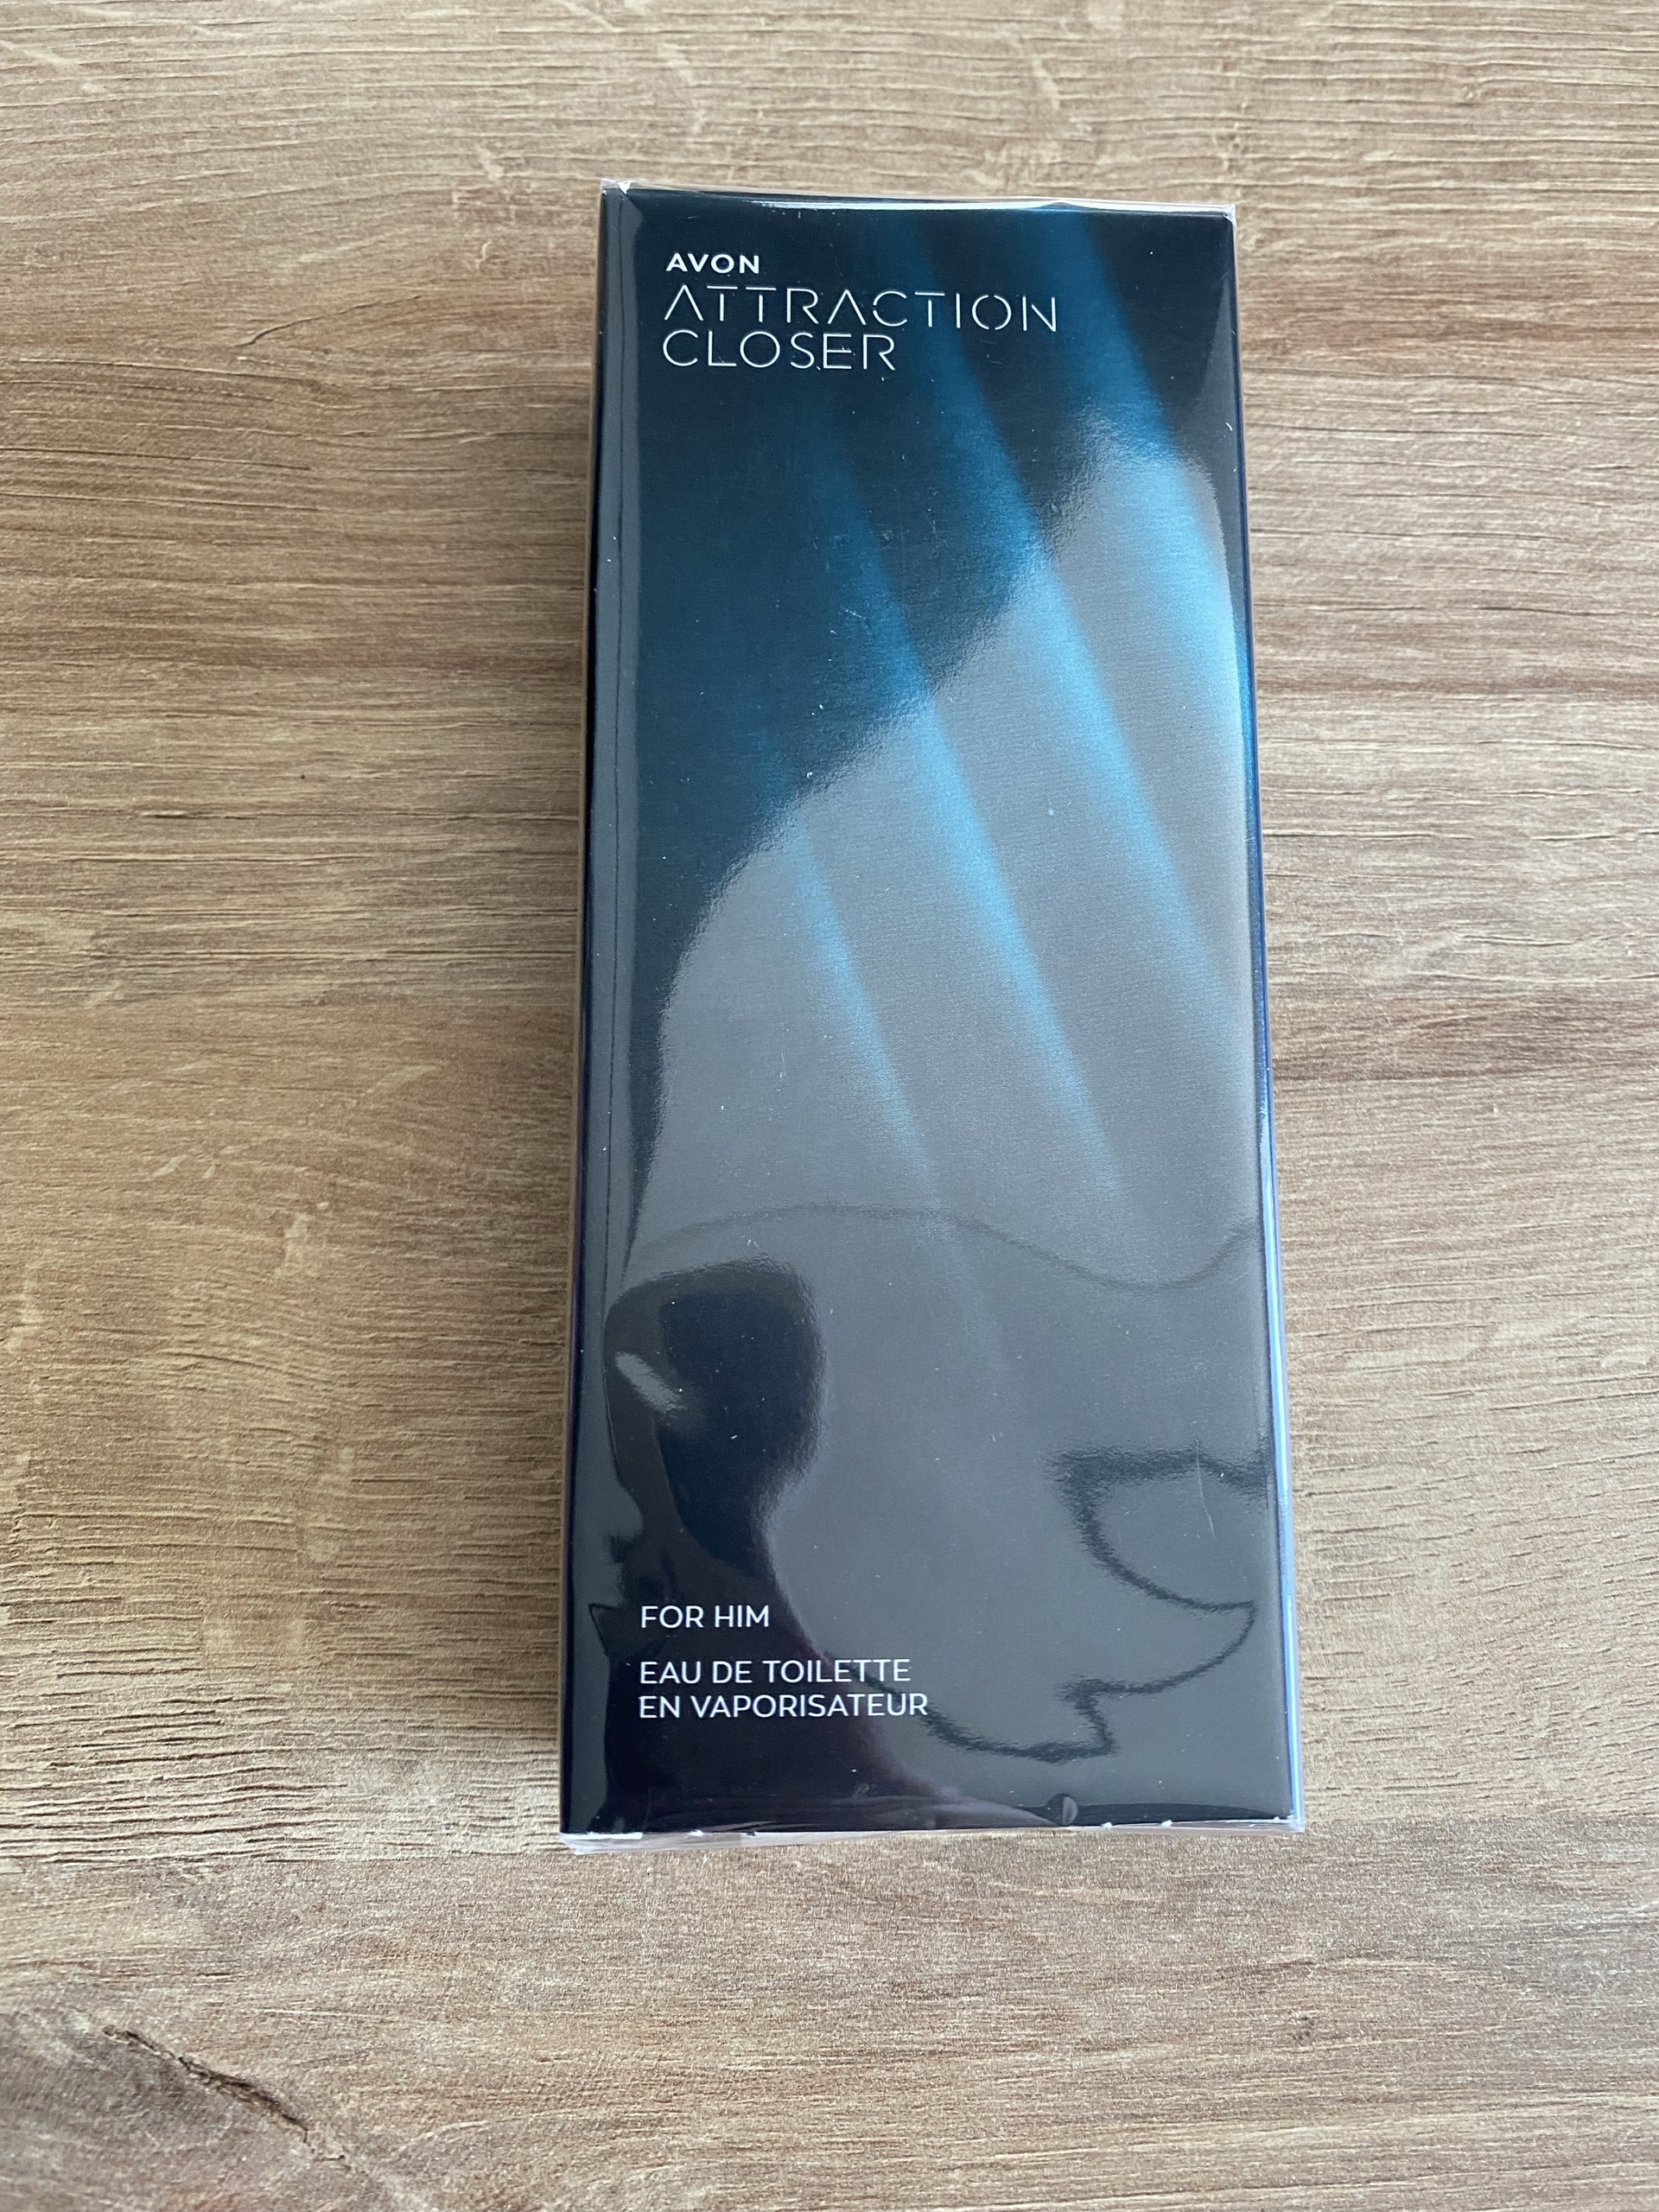 AVON
ATTRACTION
CLOSER
FOR HIM
EAU DE TOILETTE
EN VAPORISATEUR